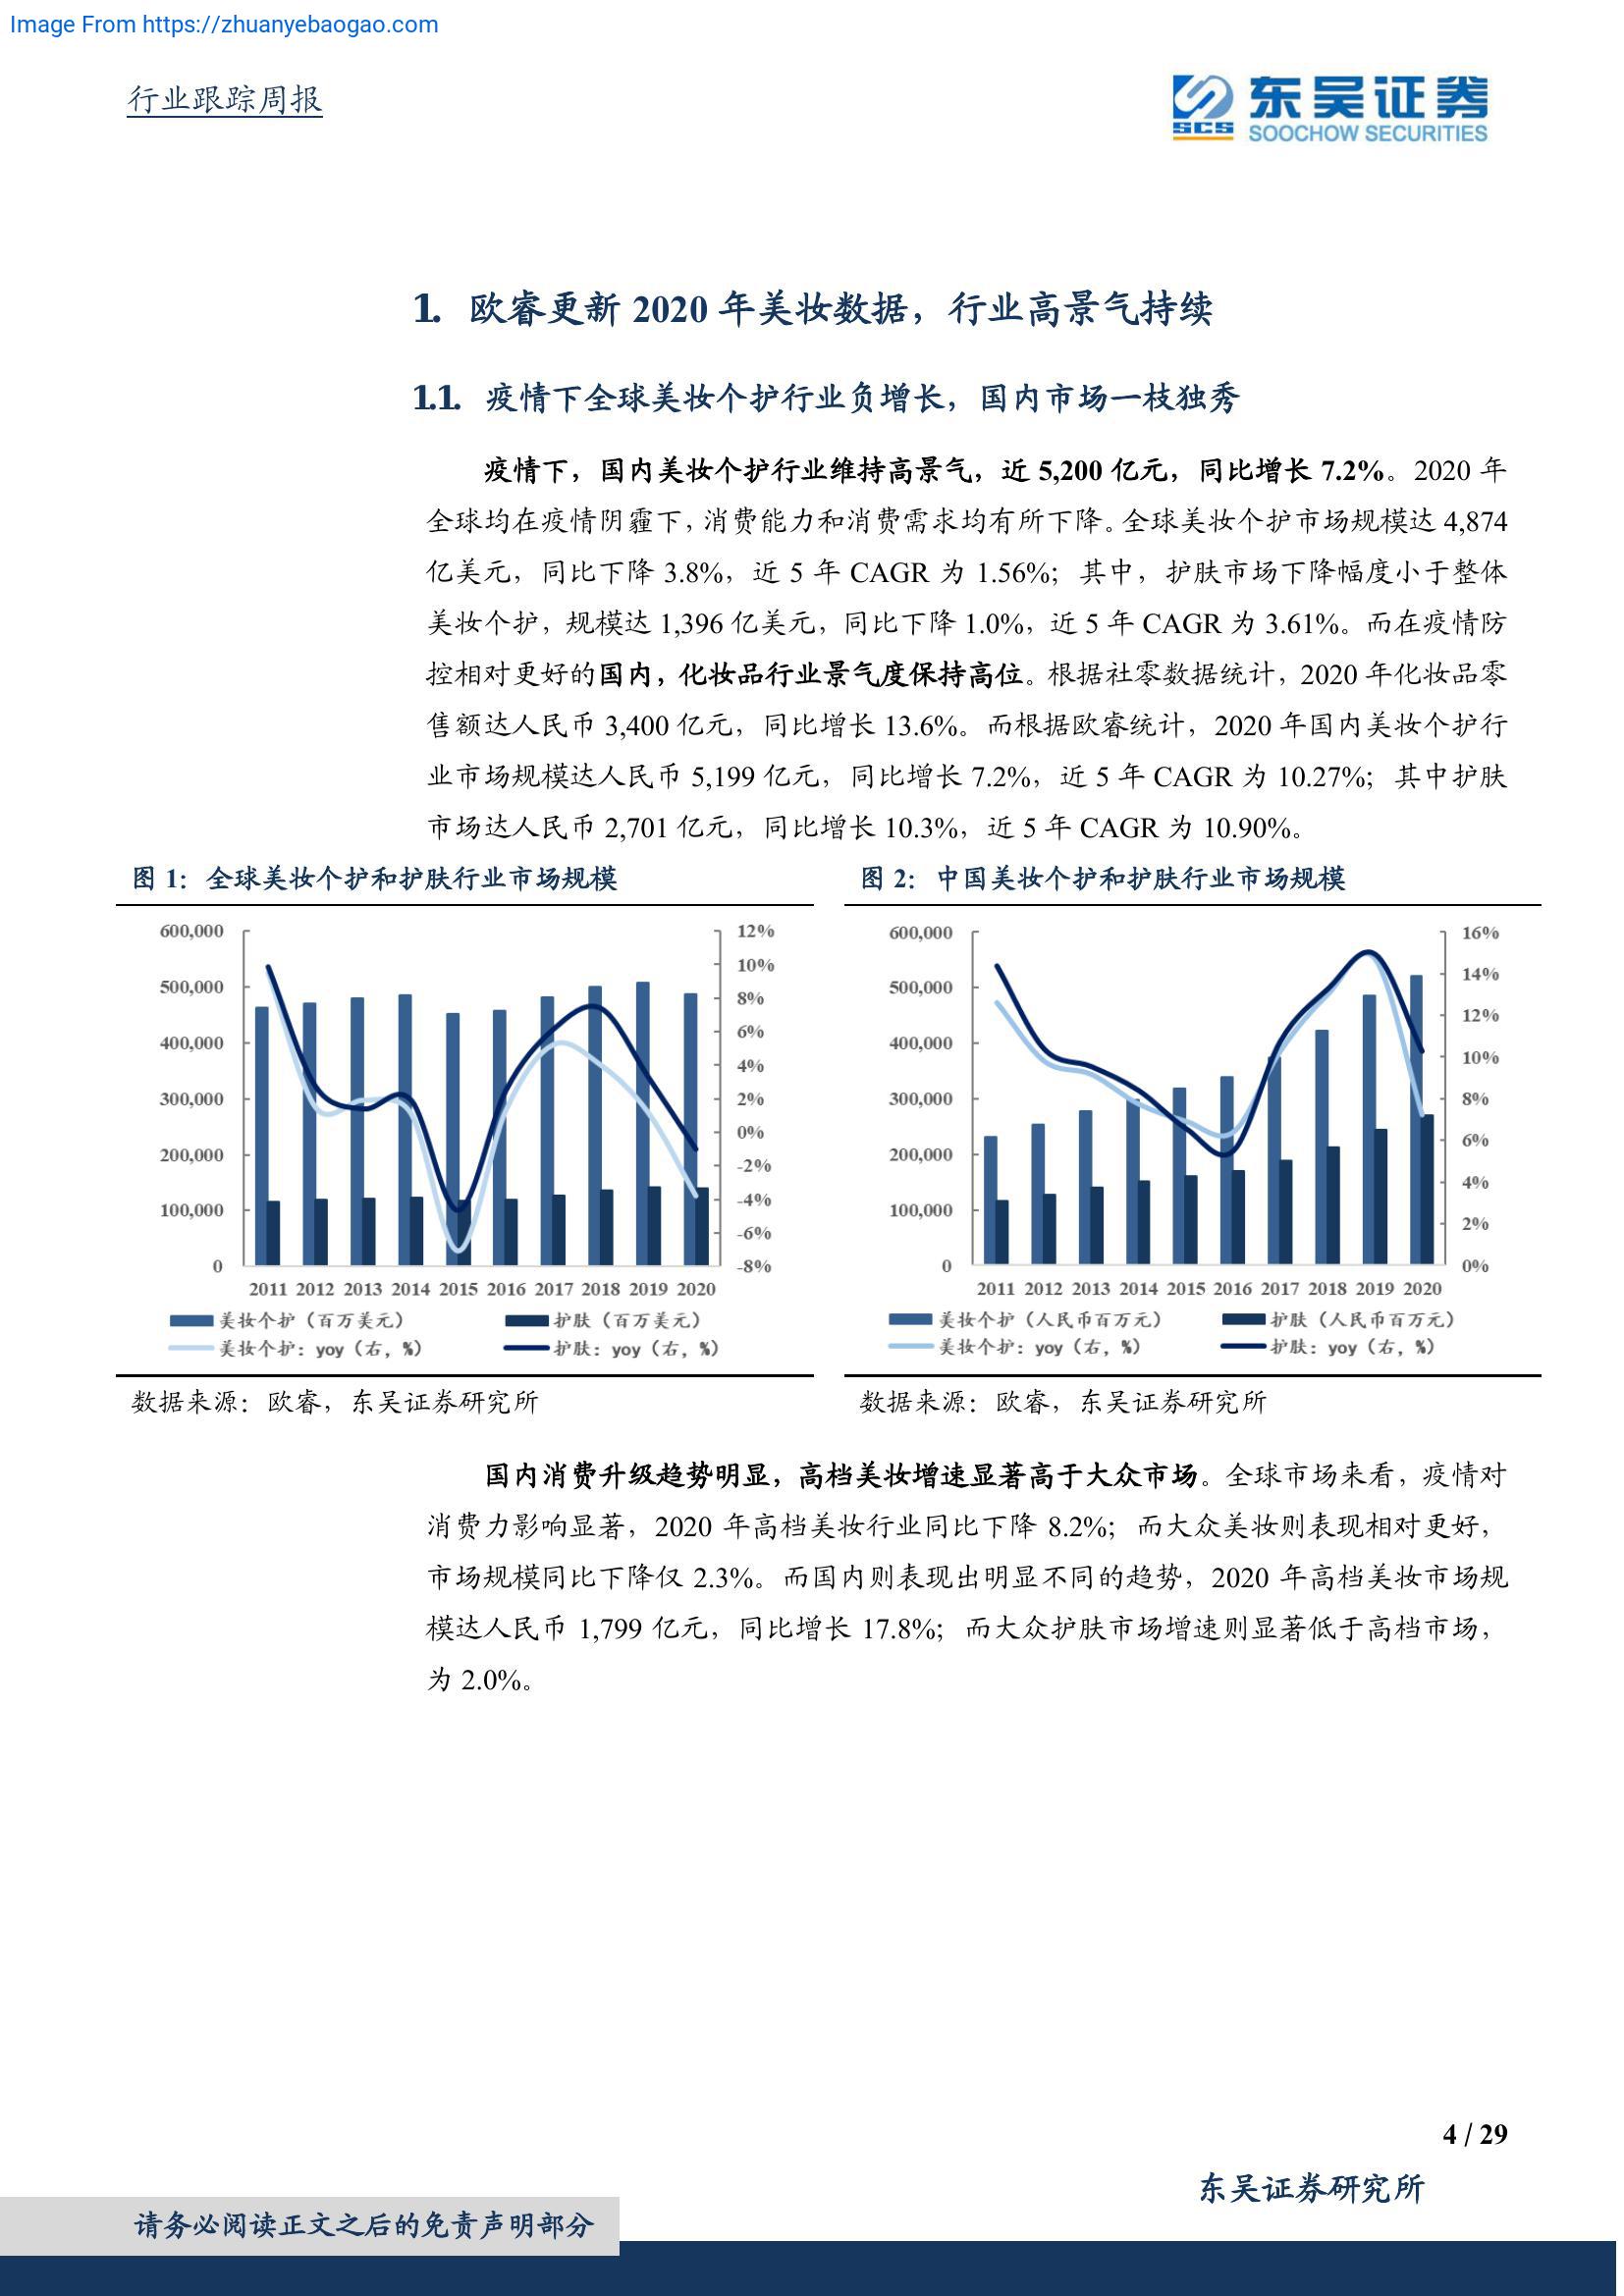 Image From https://zhuanyebaogao.com
行业跟踪周报
东吴证券
SCS
SOOCHOW SECURITIES
1. 欧睿更新 2020 年美妆数据，行业高景气持续
1.1. 疫情下全球美妆个护行业负增长，国内市场一枝独秀
疫情下，国内美妆个护行业维持高景气，近 5,200 亿元，同比增长 7.2%。2020 年
全球均在疫情阴霾下，消费能力和消费需求均有所下降。全球美妆个护市场规模达 4,874
亿美元，同比下降 3.8%，近 5 年 CAGR 为 1.56%；其中，护肤市场下降幅度小于整体
美妆个护，规模达 1,396 亿美元，同比下降 1.0%，近 5 年 CAGR 为 3.61%。而在疫情防
控相对更好的国内，化妆品行业景气度保持高位。根据社零数据统计，2020 年化妆品零
售额达人民币 3,400 亿元，同比增长 13.6%。而根据欧睿统计，2020 年国内美妆个护行
业市场规模达人民币 5,199 亿元，同比增长 7.2%，近 5 年 CAGR 为 10.27%；其中护肤
市场达人民币 2,701 亿元，同比增长 10.3%，近 5 年 CAGR 为 10.90%。
图 1：全球美妆个护和护肤行业市场规模
600,000
500,000
400,000
300,000
200,000
100,000
0
12%
10%
8%
6%
4%
2%
0%
-2%
-4%
-6%
-8%
2011 2012 2013 2014 2015 2016 2017 2018 2019 2020
美妆个护（百万美元） 护肤（百万美元）
美妆个护：yoy（右，%） 护肤：yoy（右，%）
数据来源：欧睿，东吴证券研究所
图 2：中国美妆个护和护肤行业市场规模
600,000
500,000
400,000
300,000
200,000
100,000
0
16%
14%
12%
10%
8%
6%
4%
2%
0%
2011 2012 2013 2014 2015 2016 2017 2018 2019 2020
美妆个护（人民币百万元） 护肤（人民币百万元）
美妆个护：yoy（右，%） 护肤：yoy（右，%）
数据来源：欧睿，东吴证券研究所
国内消费升级趋势明显，高档美妆增速显著高于大众市场。全球市场来看，疫情对
消费力影响显著，2020 年高档美妆行业同比下降 8.2%；而大众美妆则表现相对更好，
市场规模同比下降仅 2.3%。而国内则表现出明显不同的趋势，2020 年高档美妆市场规
模达人民币 1,799 亿元，同比增长 17.8%；而大众护肤市场增速则显著低于高档市场，
为 2.0%。
4 / 29
东吴证券研究所
请务必阅读正文之后的免责声明部分